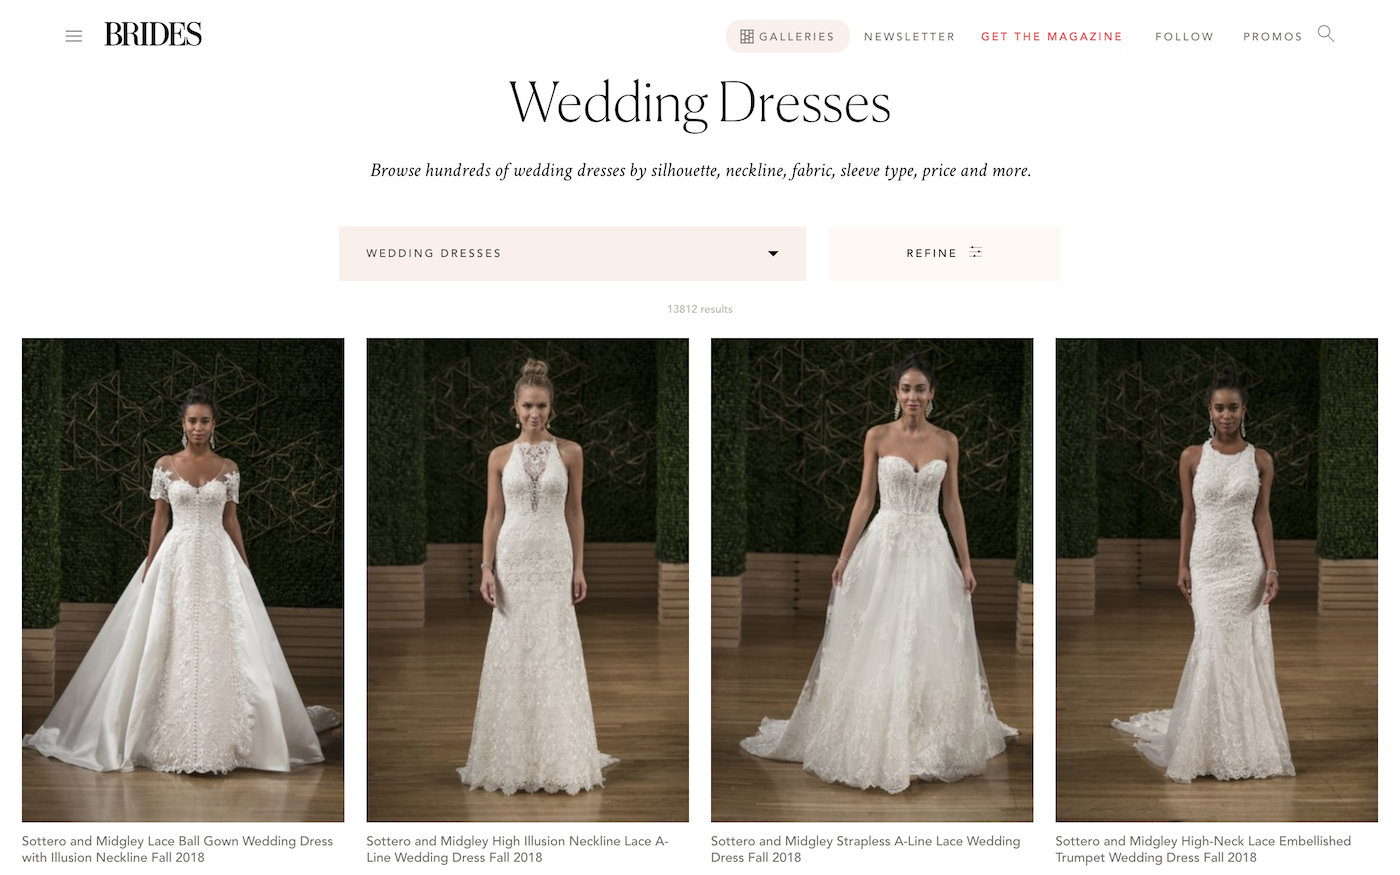 BRIDES
GALLERIES
NEWSLETTER
GET THE MAGAZINE
FOLLOW
PROMOS
Wedding Dresses
Browse hundreds of wedding dresses by silhouette, neckline, fabric, sleeve type, price and more.
WEDDING DRESSES
REFINE
13812 results
Sottero and Midgley Lace Ball Gown Wedding Dress
with Illusion Neckline Fall 2018
Sottero and Midgley High Illusion Neckline Lace A-
Line Wedding Dress Fall 2018
Sottero and Midgley Strapless A-Line Lace Wedding
Dress Fall 2018
Sottero and Midgley High-Neck Lace Embellished
Trumpet Wedding Dress Fall 2018